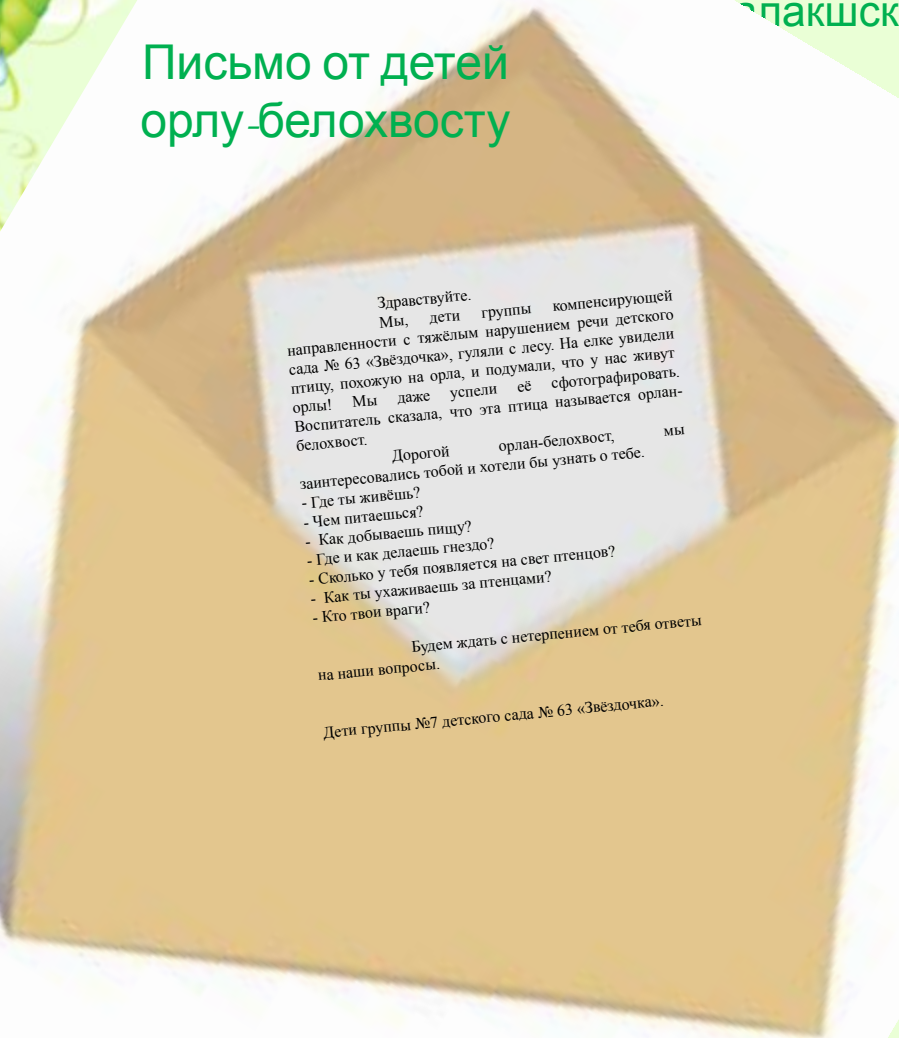 Письмо от детей
орлу-белохвосту
Здравствуйте.
Мы, дети группы компенсирующей
направленности с тяжёлым нарушением речи детского
сада № 63 «Звёздочка», гуляли с лесу. На елке увидели
птицу, похожую на орла, и подумали, что у нас живут
орлы! Мы даже успели её сфотографировать.
Воспитатель сказала, что эта птица называется орлан-
белохвост.
Дорогой орлан-белохвост, мы
заинтересовались тобой и хотели бы узнать о тебе.
- Где ты живёшь?
- Чем питаешься?
- Как добываешь пищу?
- Где и как делаешь гнездо?
- Сколько у тебя появляется на свет птенцов?
- Как ты ухаживаешь за птенцами?
- Кто твои враги?
Будем ждать с нетерпением от тебя ответы
на наши вопросы.
Дети группы №7 детского сада № 63 «Звёздочка».